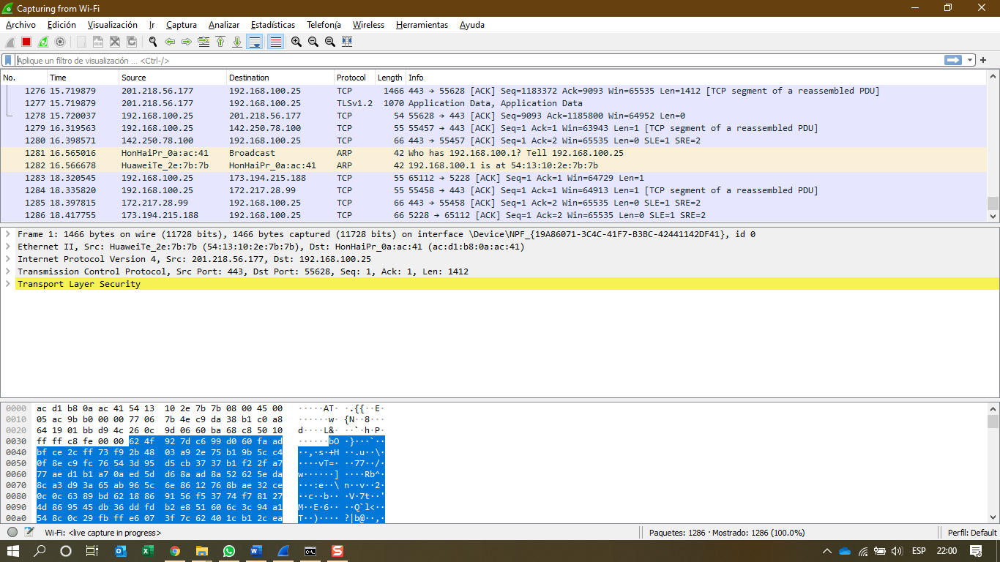 Capturing from Wi-Fi
Archivo Edición Visualización Ir Captura Analizar Estadísticas Telefonía Wireless Herramientas Ayuda
Aplique un filtro de visualización … <Ctrl-/>
No. Time Source Destination Protocol Length Info
1276 15.719879 201.218.56.177 192.168.100.25 TCP 1466 443 → 55628 [ACK] Seq=1183372 Ack=9093 Win=65535 Len=1412 [TCP segment of a reassembled PDU]
1277 15.719879 201.218.56.177 192.168.100.25 TLSv1.2 1070 Application Data, Application Data
1278 15.720037 192.168.100.25 201.218.56.177 TCP 54 55628 → 443 [ACK] Seq=9093 Ack=1185800 Win=64952 Len=0
1279 16.319563 192.168.100.25 142.250.78.100 TCP 55 55457 → 443 [ACK] Seq=1 Ack=1 Win=63943 Len=1 [TCP segment of a reassembled PDU]
1280 16.398571 142.250.78.100 192.168.100.25 TCP 66 443 → 55457 [ACK] Seq=1 Ack=2 Win=65535 Len=0 SLE=1 SRE=2
1281 16.565016 HonHaiPr_0a:ac:41 Broadcast ARP 42 Who has 192.168.100.1? Tell 192.168.100.25
1282 16.566678 HuaweiTe_2e:7b:7b HonHaiPr_0a:ac:41 ARP 42 192.168.100.1 is at 54:13:10:2e:7b:7b
1283 18.320545 192.168.100.25 173.194.215.188 TCP 55 65112 → 5228 [ACK] Seq=1 Ack=1 Win=64729 Len=1
1284 18.335820 192.168.100.25 172.217.28.99 TCP 55 55458 → 443 [ACK] Seq=1 Ack=1 Win=64913 Len=1 [TCP segment of a reassembled PDU]
1285 18.397815 172.217.28.99 192.168.100.25 TCP 66 443 → 55458 [ACK] Seq=1 Ack=2 Win=65535 Len=0 SLE=1 SRE=2
1286 18.417755 173.194.215.188 192.168.100.25 TCP 66 5228 → 65112 [ACK] Seq=1 Ack=2 Win=65535 Len=0 SLE=1 SRE=2
Frame 1: 1466 bytes on wire (11728 bits), 1466 bytes captured (11728 bits) on interface \Device\NPF_{19A86071-3C4C-41F7-B3BC-42441142DF41}, id 0
Ethernet II, Src: HuaweiTe_2e:7b:7b (54:13:10:2e:7b:7b), Dst: HonHaiPr_0a:ac:41 (ac:d1:b8:0a:ac:41)
Internet Protocol Version 4, Src: 201.218.56.177, Dst: 192.168.100.25
Transmission Control Protocol, Src Port: 443, Dst Port: 55628, Seq: 1, Ack: 1, Len: 1412
Transport Layer Security
0000 ac d1 b8 0a ac 41 54 13 10 2e 7b 7b 08 00 45 00 ·····AT· ·.{{··E·
0010 05 ac 9b b0 00 00 77 06 7b 4e c9 da 38 b1 c0 a8 ······w· {N··8···
0020 64 19 01 bb d9 4c 26 0c 9d 06 60 ba 68 c8 50 10 d····L&· ··`·h·P·
0030 ff ff c8 fe 00 00 62 4f 92 7d c6 99 d0 60 fa ad ······bO ·}···`··
0040 bf ce 2c ff 73 f9 2b 48 03 a9 2e 75 b1 9b 5c c4 ··,·s·+H ··.u··\·
0050 0f 8e c9 fc 76 54 3d 95 d5 cb 37 37 b1 f2 2f a7 ····vT=· ··77··/·
0060 77 ae d1 b1 a7 0a ed 5d d6 8a ad 8a 52 62 5e da w······] ····Rb^·
0070 8c a3 d9 3a 65 ab 96 5c 6e 86 12 76 8b ae 32 ce ···:e··\ n··v··2·
0080 0c 0c 63 89 bd 62 18 86 91 56 f5 37 74 f7 81 27 ··c··b·· ·V·7t··'
0090 4d 86 95 45 db 36 dd fd b2 e8 51 60 6c 3c 94 a1 M··E·6·· ··Q`l<··
00a0 54 8c 0c 29 fb ff e6 07 3f 7c 62 40 1c b1 2c ea T··)···· ?|b@··,·
Wi-Fi: <live capture in progress> Paquetes: 1286 · Mostrado: 1286 (100.0%) Perfil: Default
ESP 22:00